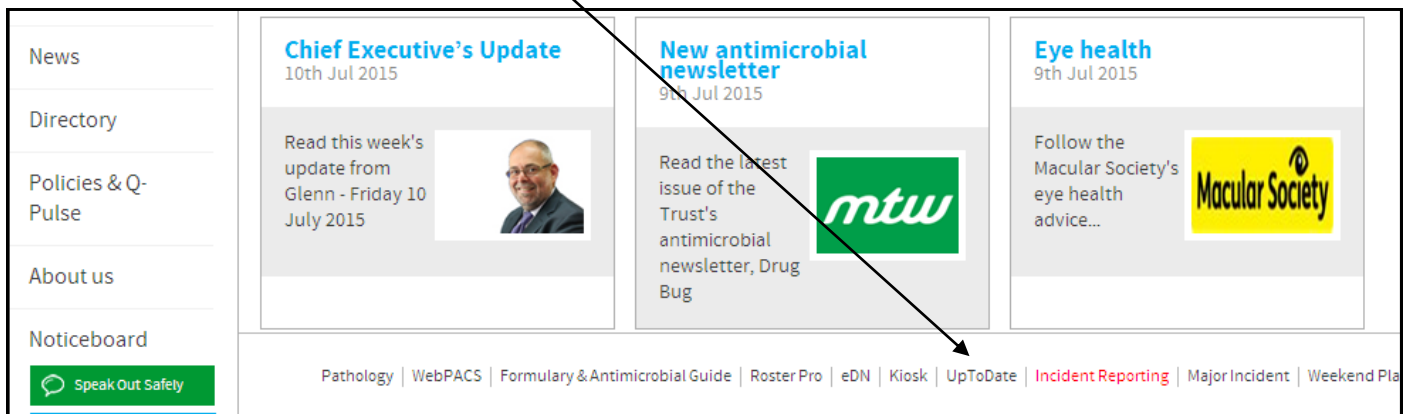 News
Directory
Policies & Q-
Pulse
About us
Noticeboard
Speak Out Safely
Chief Executive's Update
10th Jul 2015
Read this week's
update from
Glenn - Friday 10
July 2015
New antimicrobial
newsletter
9th Jul 2015
Read the latest
issue of the
Trust's
antimicrobial
newsletter, Drug
Bug
mtw
Eye health
9th Jul 2015
Follow the
Macular Society's
eye health
advice...
Macular Society
Pathology | WebPACS | Formulary & Antimicrobial Guide | Roster Pro | eDN | Kiosk | UpToDate | Incident Reporting | Major Incident | Weekend Pla